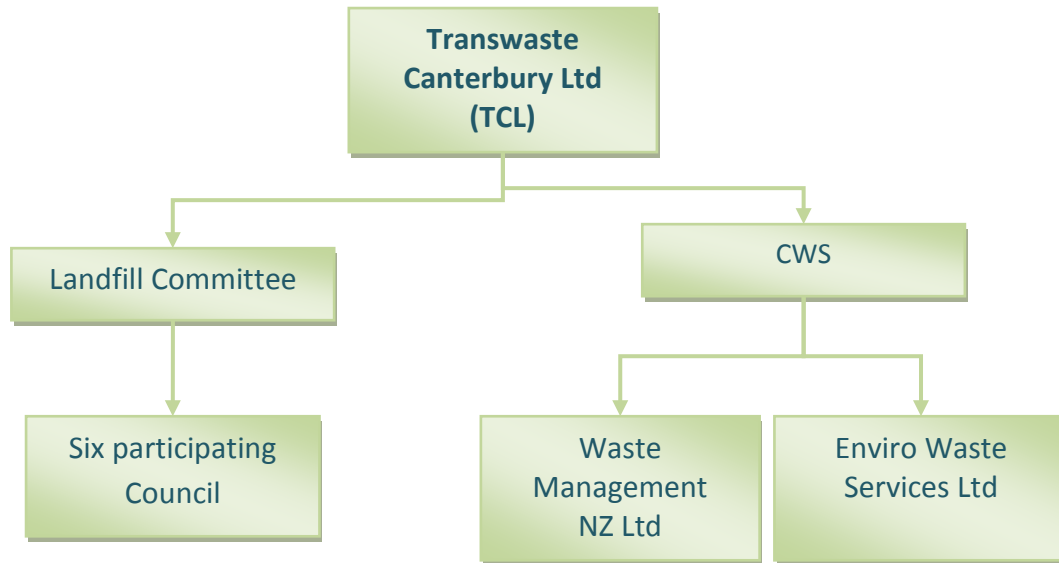 Transwaste
Canterbury Ltd
(TCL)
Landfill Committee
CWS
Six participating
Council
Waste
Management
NZ Ltd
Enviro Waste
Services Ltd